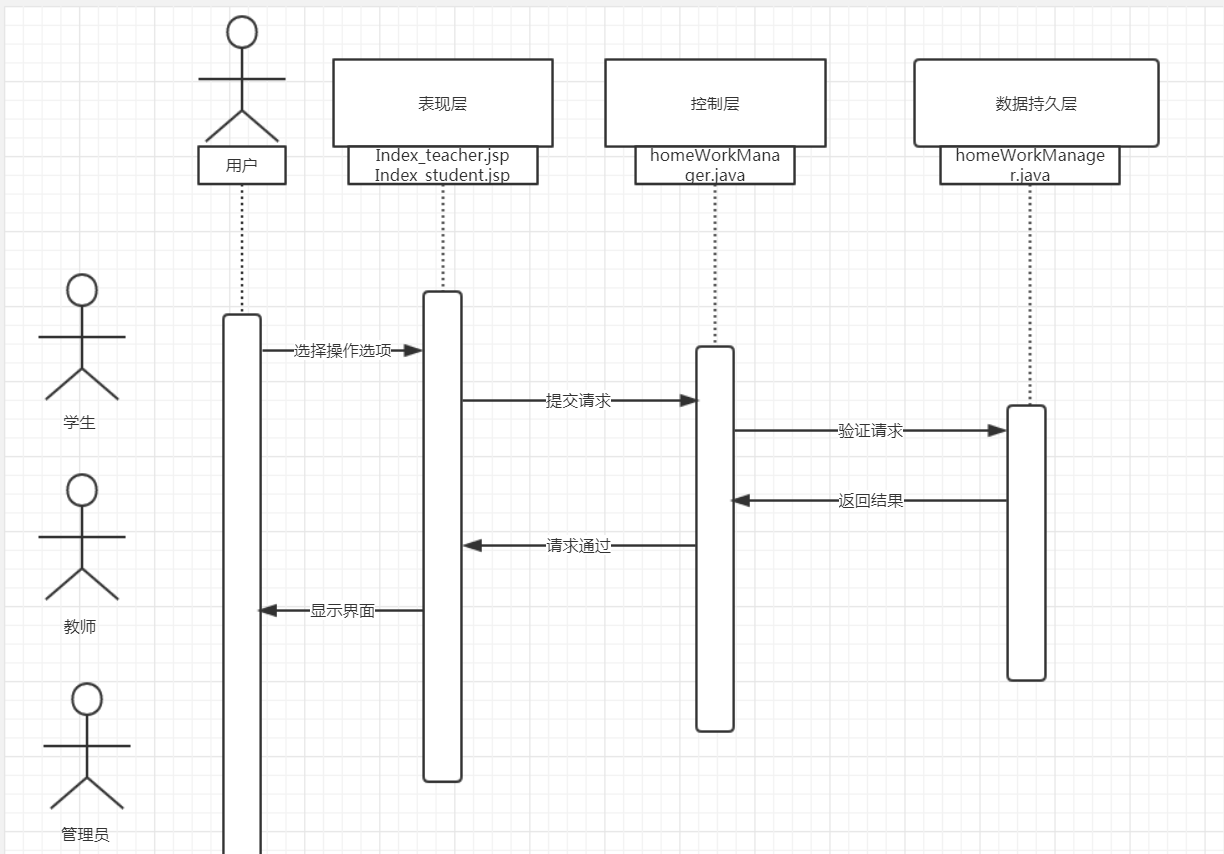 表现层
控制层
数据持久层
用户
Index_teacher.jsp
Index_student.jsp
homeWorkMana
ger.java
homeWorkManage
r.java
选择操作选项
提交请求
学生
验证请求
返回结果
请求通过
显示界面
教师
管理员